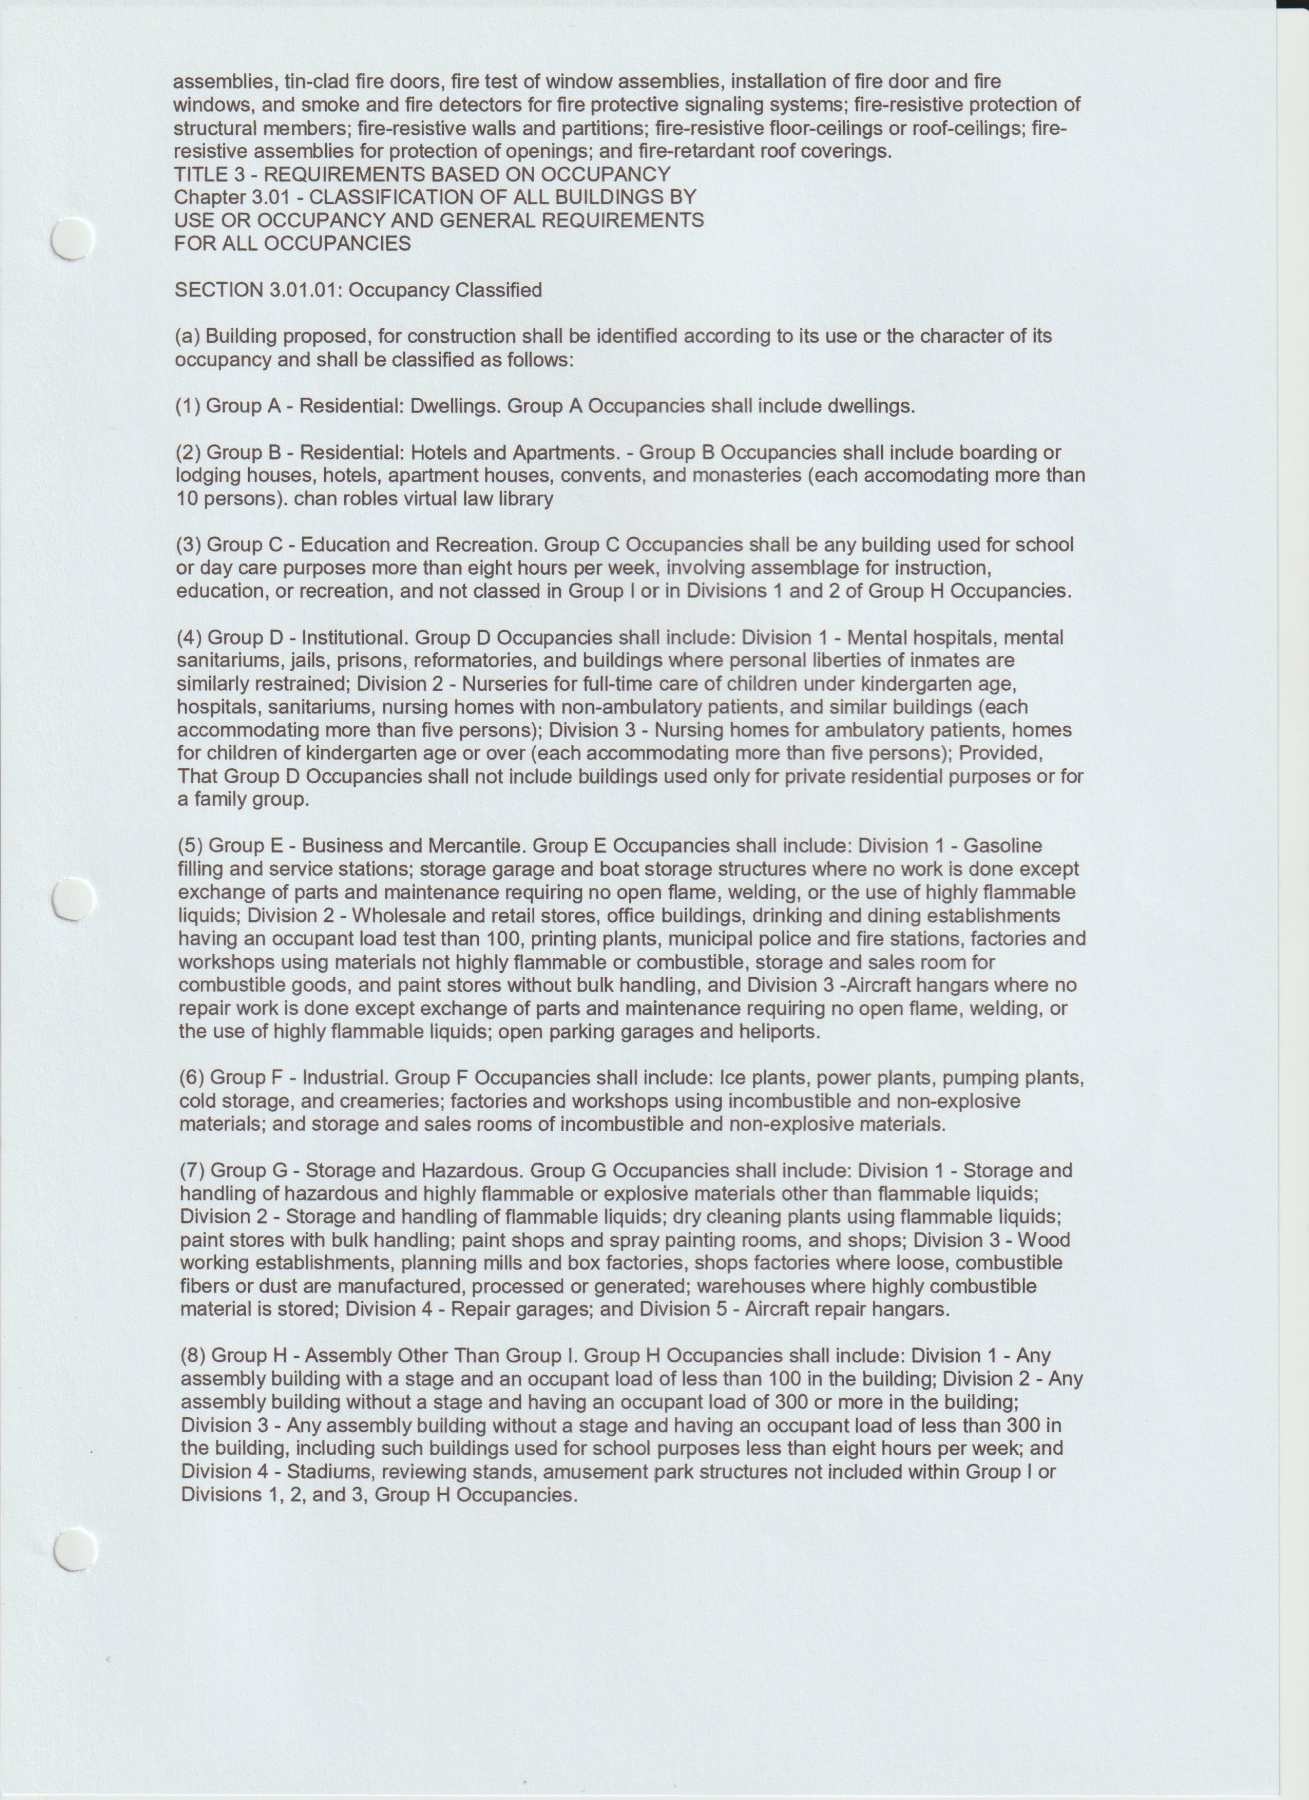 assemblies, tin-clad fire doors, fire test of window assemblies, installation of fire door and fire
windows, and smoke and fire detectors for fire protective signaling systems; fire-resistive protection of
structural members; fire-resistive walls and partitions; fire-resistive floor-ceilings or roof-ceilings; fire-
resistive assemblies for protection of openings; and fire-retardant roof coverings.
TITLE 3 - REQUIREMENTS BASED ON OCCUPANCY
Chapter 3.01 - CLASSIFICATION OF ALL BUILDINGS BY
USE OR OCCUPANCY AND GENERAL REQUIREMENTS
FOR ALL OCCUPANCIES
SECTION 3.01.01: Occupancy Classified
(a) Building proposed, for construction shall be identified according to its use or the character of its
occupancy and shall be classified as follows:
(1) Group A - Residential: Dwellings. Group A Occupancies shall include dwellings.
(2) Group B - Residential: Hotels and Apartments. - Group B Occupancies shall include boarding or
lodging houses, hotels, apartment houses, convents, and monasteries (each accomodating more than
10 persons). chan robles virtual law library
(3) Group C - Education and Recreation. Group C Occupancies shall be any building used for school
or day care purposes more than eight hours per week, involving assemblage for instruction,
education, or recreation, and not classed in Group I or in Divisions 1 and 2 of Group H Occupancies.
(4) Group D - Institutional. Group D Occupancies shall include: Division 1 - Mental hospitals, mental
sanitariums, jails, prisons, reformatories, and buildings where personal liberties of inmates are
similarly restrained; Division 2 - Nurseries for full-time care of children under kindergarten age,
hospitals, sanitariums, nursing homes with non-ambulatory patients, and similar buildings (each
accommodating more than five persons); Division 3 - Nursing homes for ambulatory patients, homes
for children of kindergarten age or over (each accommodating more than five persons); Provided,
That Group D Occupancies shall not include buildings used only for private residential purposes or for
a family group.
(5) Group E - Business and Mercantile. Group E Occupancies shall include: Division 1 - Gasoline
filling and service stations; storage garage and boat storage structures where no work is done except
exchange of parts and maintenance requiring no open flame, welding, or the use of highly flammable
liquids; Division 2 - Wholesale and retail stores, office buildings, drinking and dining establishments
having an occupant load test than 100, printing plants, municipal police and fire stations, factories and
workshops using materials not highly flammable or combustible, storage and sales room for
combustible goods, and paint stores without bulk handling, and Division 3 -Aircraft hangars where no
repair work is done except exchange of parts and maintenance requiring no open flame, welding, or
the use of highly flammable liquids; open parking garages and heliports.
(6) Group F - Industrial. Group F Occupancies shall include: Ice plants, power plants, pumping plants,
cold storage, and creameries; factories and workshops using incombustible and non-explosive
materials; and storage and sales rooms of incombustible and non-explosive materials.
(7) Group G - Storage and Hazardous. Group G Occupancies shall include: Division 1 - Storage and
handling of hazardous and highly flammable or explosive materials other than flammable liquids;
Division 2 - Storage and handling of flammable liquids; dry cleaning plants using flammable liquids;
paint stores with bulk handling; paint shops and spray painting rooms, and shops; Division 3 - Wood
working establishments, planning mills and box factories, shops factories where loose, combustible
fibers or dust are manufactured, processed or generated; warehouses where highly combustible
material is stored; Division 4 - Repair garages; and Division 5 - Aircraft repair hangars.
(8) Group H - Assembly Other Than Group I. Group H Occupancies shall include: Division 1 - Any
assembly building with a stage and an occupant load of less than 100 in the building; Division 2 - Any
assembly building without a stage and having an occupant load of 300 or more in the building;
Division 3 - Any assembly building without a stage and having an occupant load of less than 300 in
the building, including such buildings used for school purposes less than eight hours per week; and
Division 4 - Stadiums, reviewing stands, amusement park structures not included within Group I or
Divisions 1, 2, and 3, Group H Occupancies.